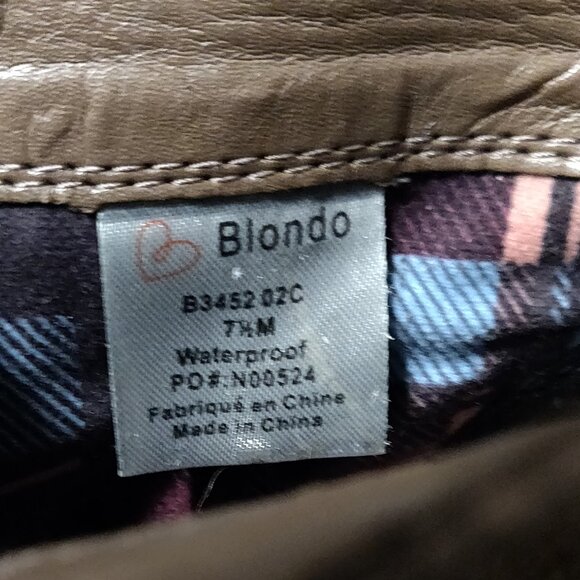 Blondo
B3452 02C
7½M
Waterproof
PO#:N00524
Fabriqué en Chine
Made in China